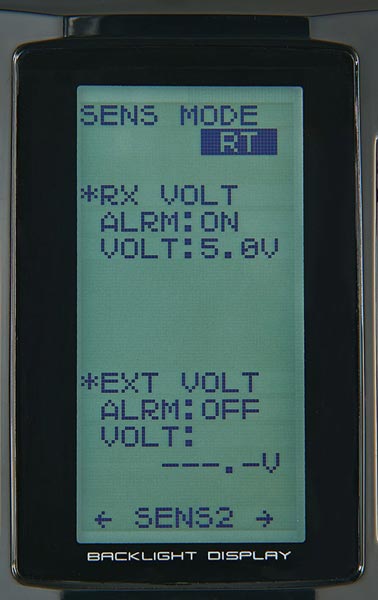 SENS MODE
RT
*RX VOLT
ALRM:ON
VOLT:5.0V
*EXT VOLT
ALRM:OFF
VOLT:
---.-V
← SENS2 →
BACKLIGHT DISPLAY